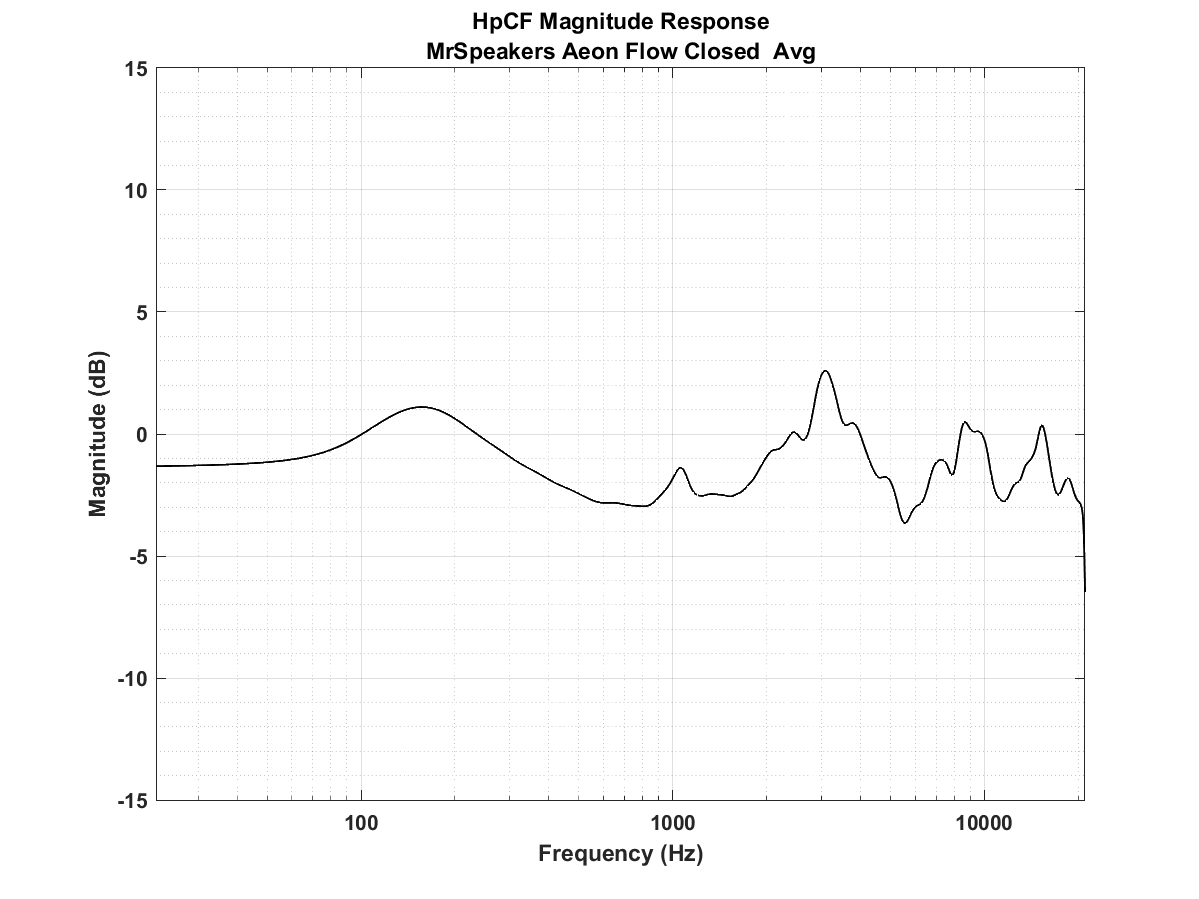 HpCF Magnitude Response
MrSpeakers Aeon Flow Closed  Avg
15
10
5
0
-5
-10
-15
Magnitude (dB)
100
1000
10000
Frequency (Hz)